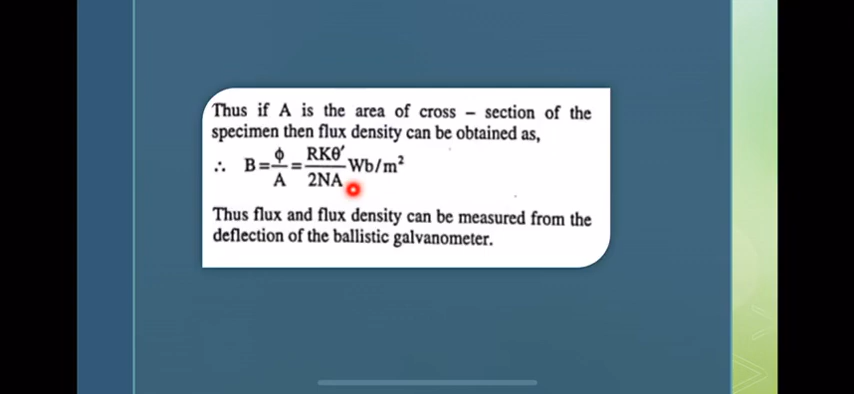 Thus if A is the area of cross – section of the
specimen then flux density can be obtained as,
∴ B=ϕ/A=RKθ′/2NA Wb/m²
Thus flux and flux density can be measured from the
deflection of the ballistic galvanometer.